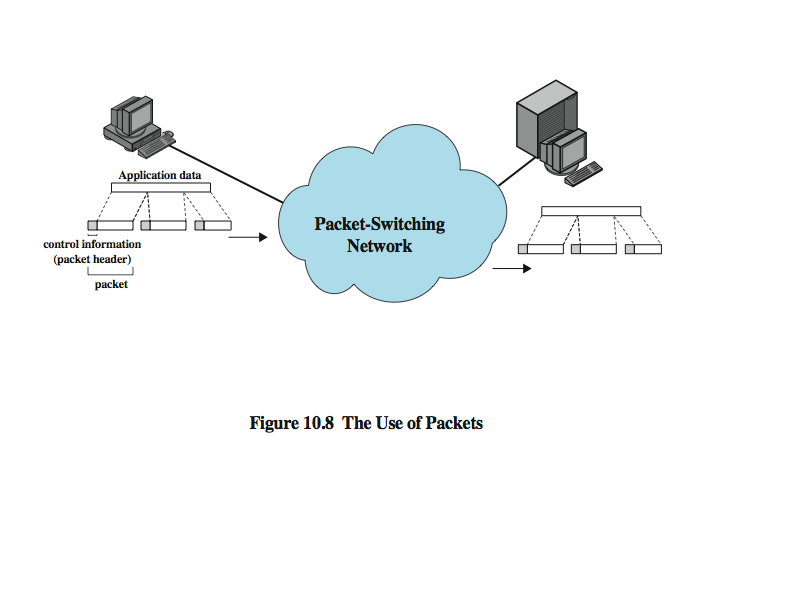 Application data
Packet-Switching
Network
control information
(packet header)
packet
Figure 10.8 The Use of Packets